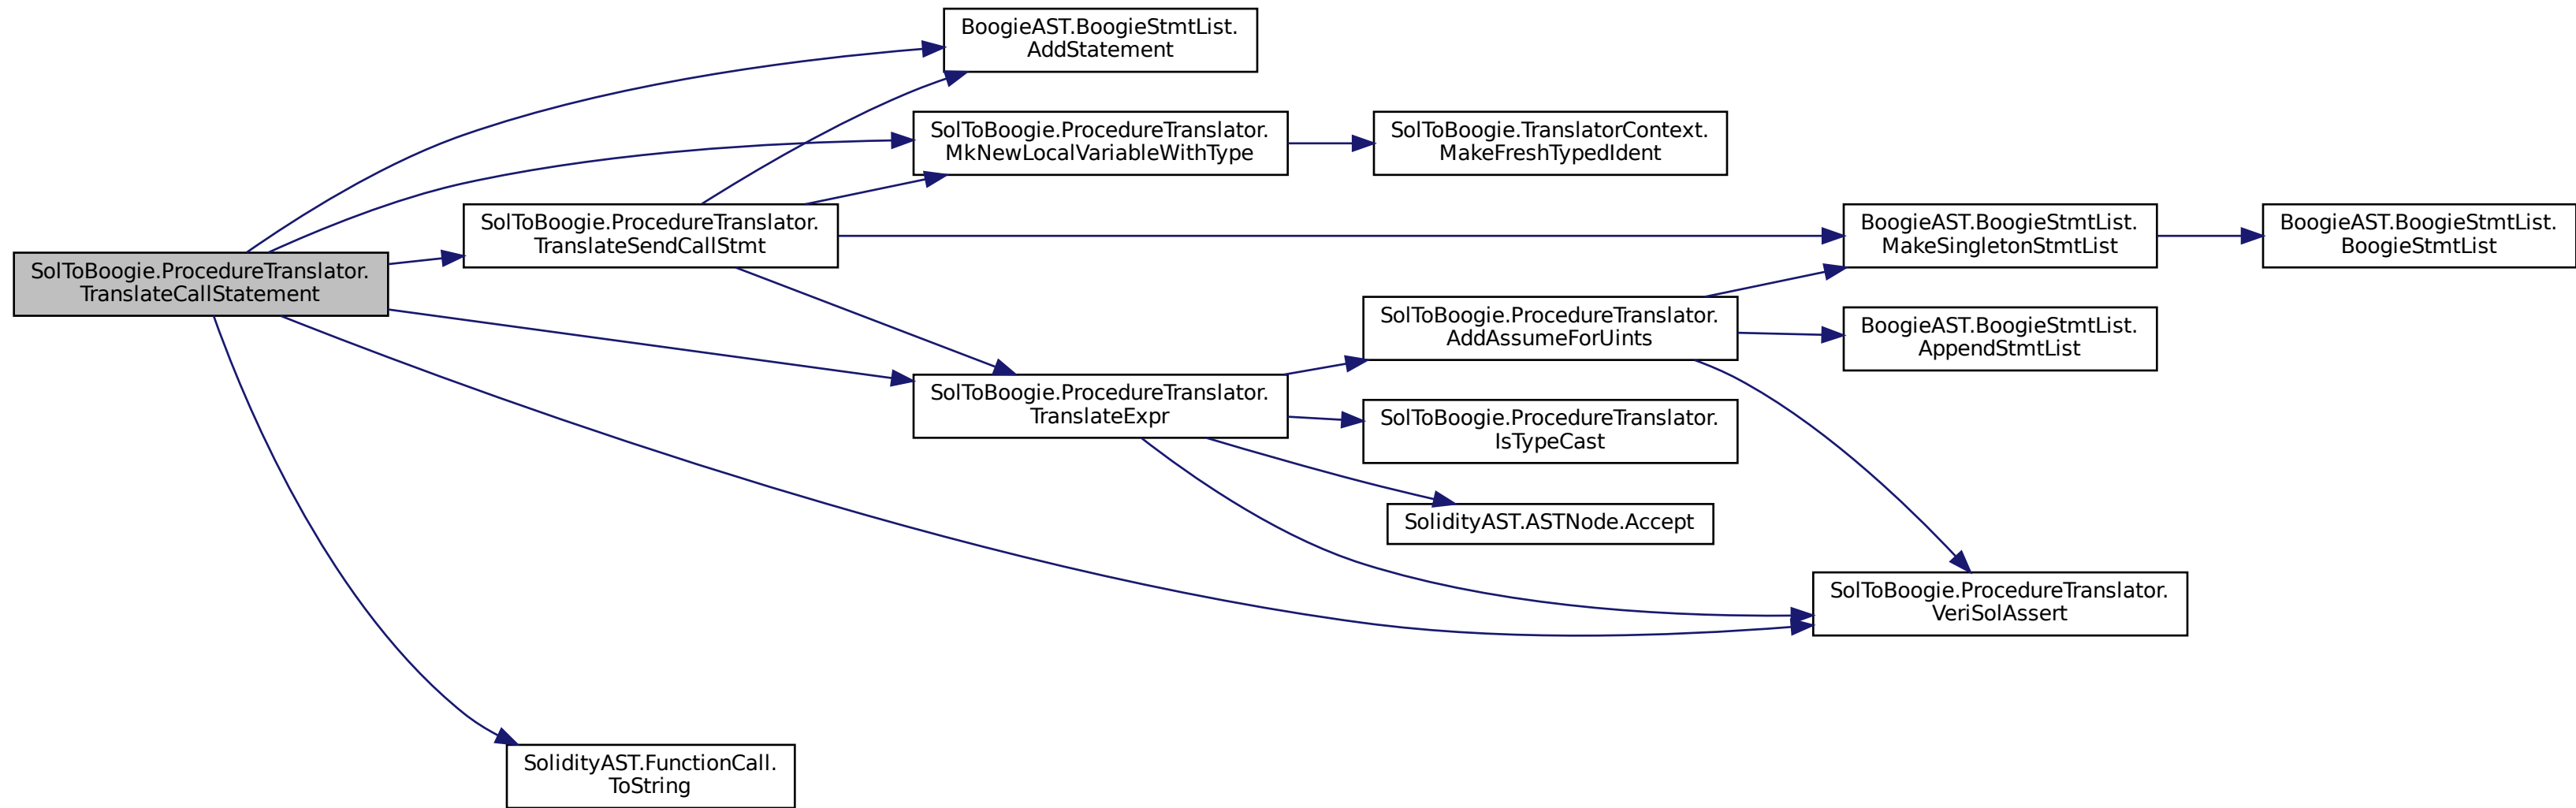 BoogieAST.BoogieStmtList.
AddStatement
SolToBoogie.ProcedureTranslator.
MkNewLocalVariableWithType
SolToBoogie.TranslatorContext.
MakeFreshTypedIdent
SolToBoogie.ProcedureTranslator.
TranslateSendCallStmt
BoogieAST.BoogieStmtList.
MakeSingletonStmtList
BoogieAST.BoogieStmtList.
BoogieStmtList
SolToBoogie.ProcedureTranslator.
TranslateCallStatement
SolToBoogie.ProcedureTranslator.
AddAssumeForUints
BoogieAST.BoogieStmtList.
AppendStmtList
SolToBoogie.ProcedureTranslator.
TranslateExpr
SolToBoogie.ProcedureTranslator.
IsTypeCast
SolidityAST.ASTNode.Accept
SolToBoogie.ProcedureTranslator.
VeriSolAssert
SolidityAST.FunctionCall.
ToString